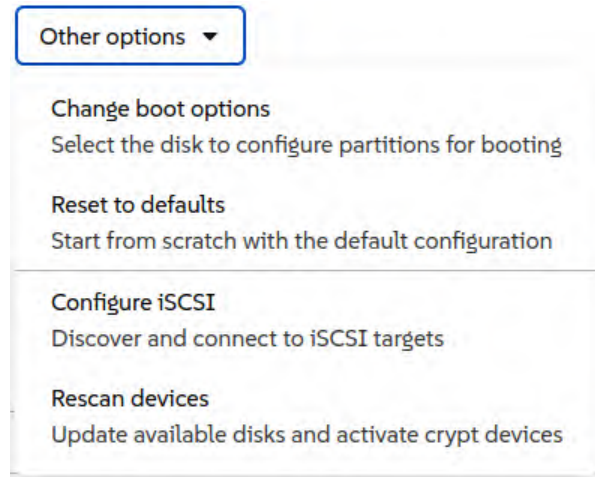 Other options
Change boot options
Select the disk to configure partitions for booting
Reset to defaults
Start from scratch with the default configuration
Configure iSCSI
Discover and connect to iSCSI targets
Rescan devices
Update available disks and activate crypt devices